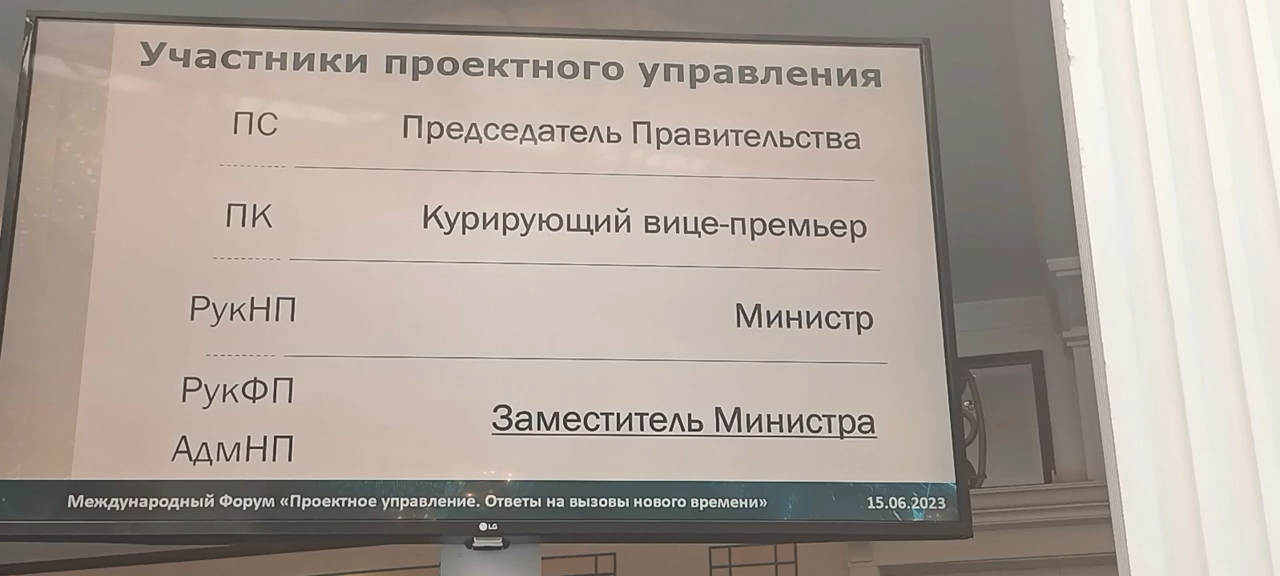 Участники проектного управления
ПС Председатель Правительства
ПК Курирующий вице-премьер
РукНП Министр
РукФП
Заместитель Министра
АдмНП
Международный Форум «Проектное управление. Ответы на вызовы нового времени» 15.06.2023
LG